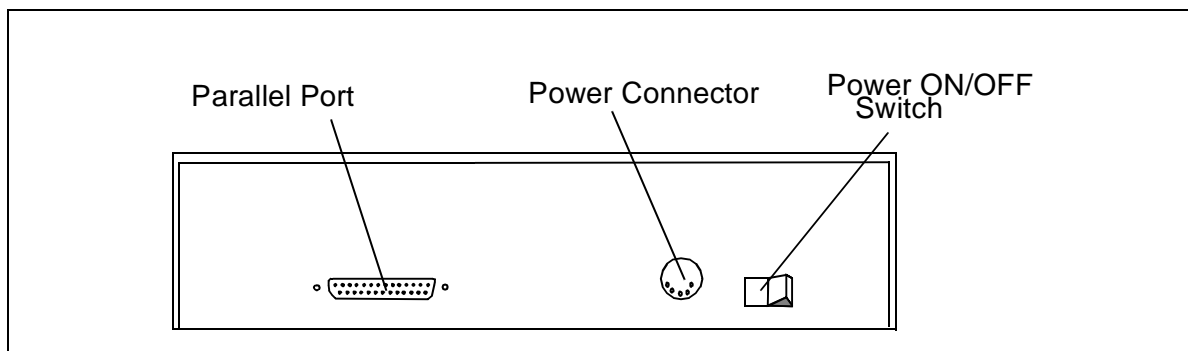 Parallel Port
Power Connector
Power ON/OFF
Switch